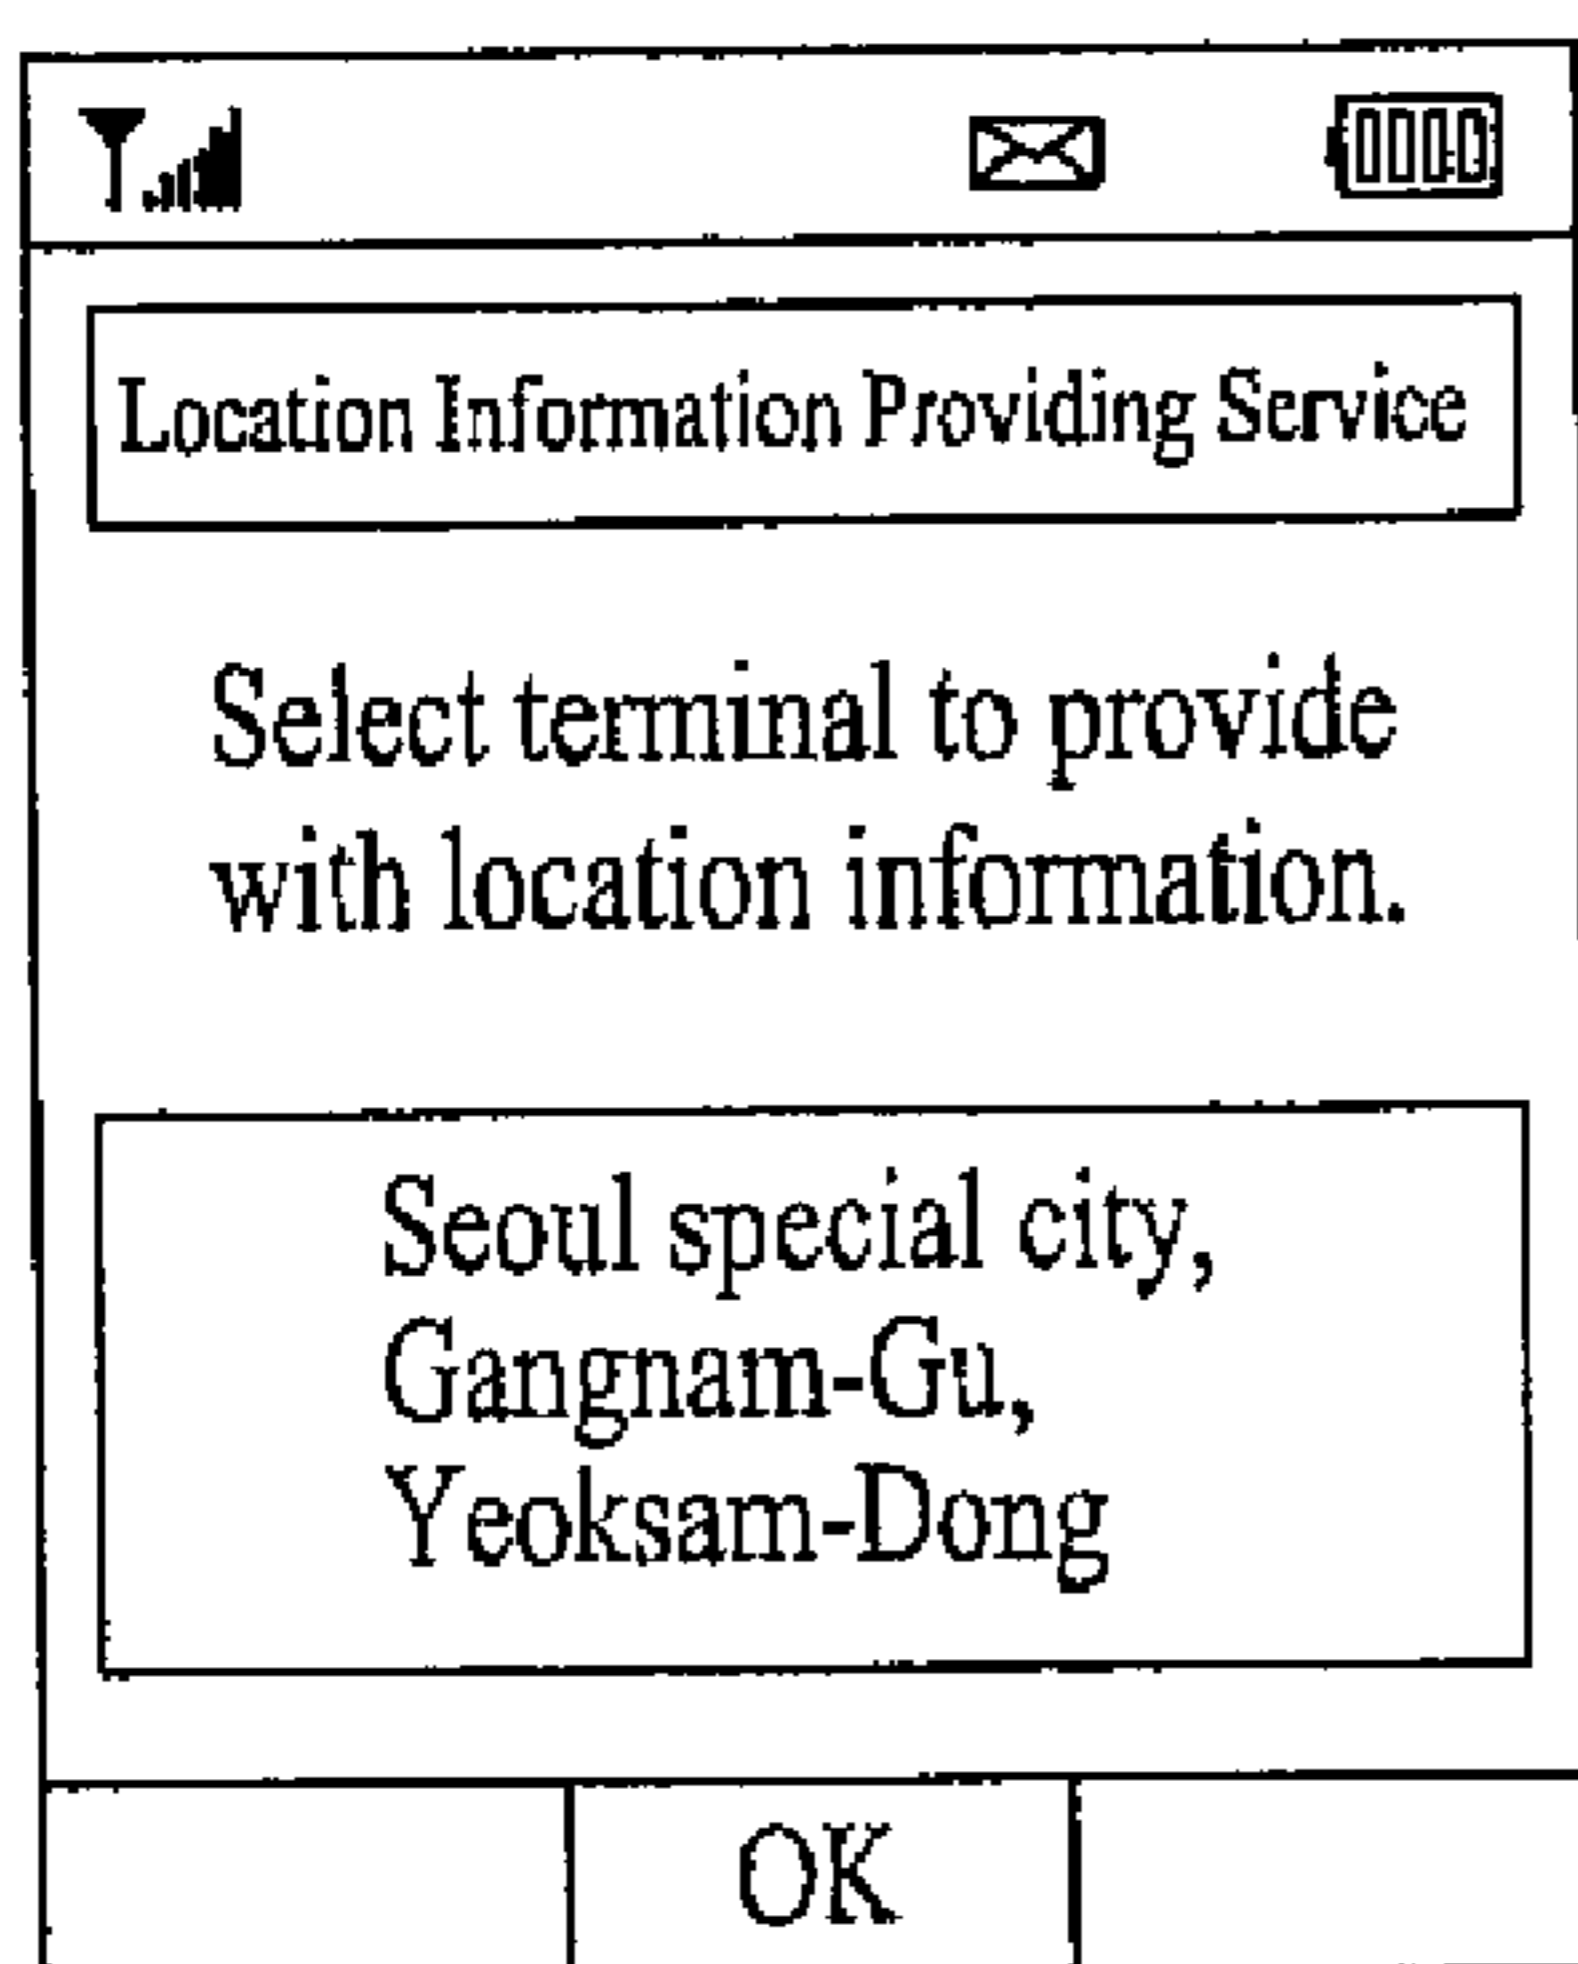 Location Information Providing Service
Select terminal to provide
with location information.
Seoul special city,
Gangnam-Gu,
Yeoksam-Dong
OK